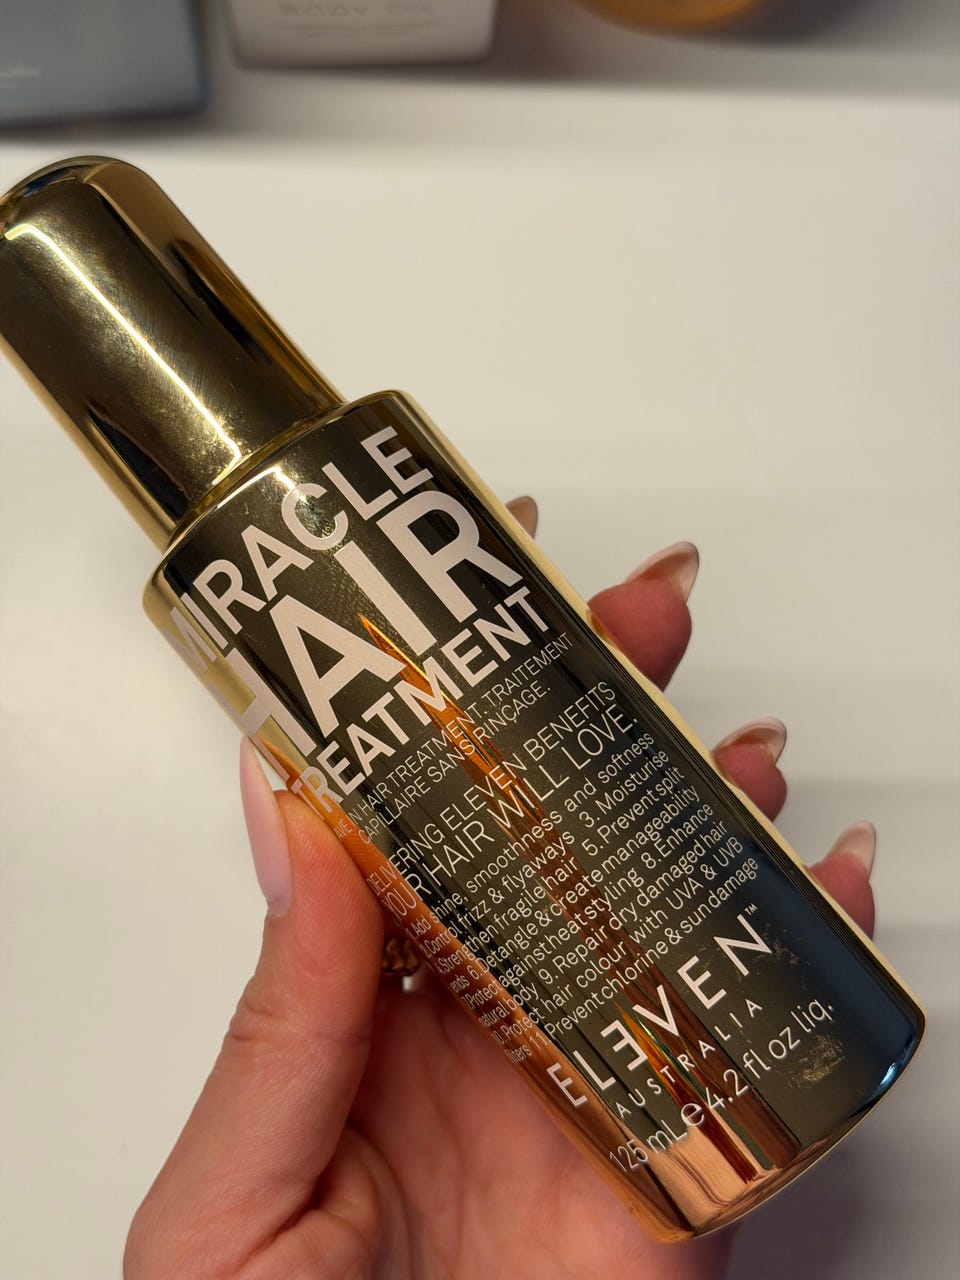 BODY OIL
MIRACLE
HAIR
TREATMENT
LEAVE IN HAIR TREATMENT. TRAITEMENT
CAPILLAIRE SANS RINÇAGE.
DELIVERING ELEVEN BENEFITS
YOUR HAIR WILL LOVE:
1. Add shine, smoothness and softness
2. Control frizz & flyaways 3. Moisturise
4. Strengthen fragile hair 5. Prevent split
ends 6. Detangle & create manageability
7. Protect against heat styling 8. Enhance
natural body 9. Repair dry damaged hair
10. Protect hair colour with UVA & UVB
filters 11. Prevent chlorine & sun damage
ELEVEN™
AUSTRALIA
125 mL e 4.2 fl.oz liq.